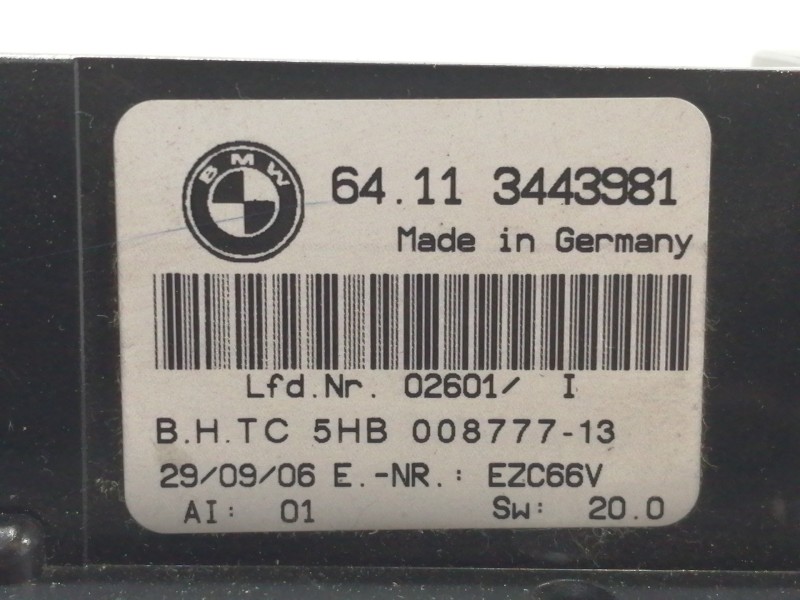 BMW
64.11 3443981
Made in Germany
Lfd.Nr. 02601/ I
B.H.TC 5HB 008777-13
29/09/06 E.-NR.: EZC66V
AI: 01 Sw: 20.0